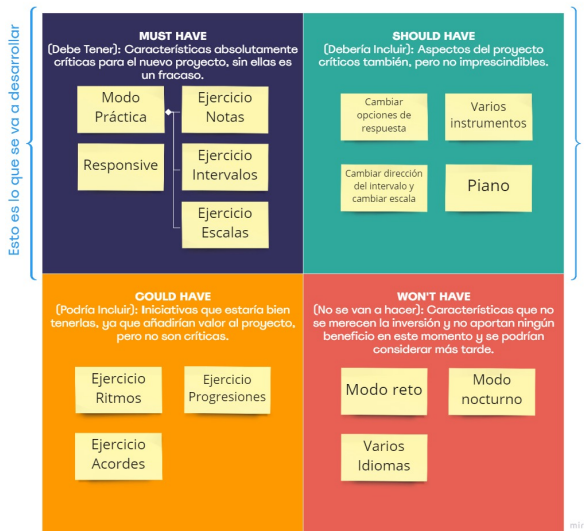 Esto es lo que se va a desarrollar
MUST HAVE
(Debe Tener): Características absolutamente
críticas para el nuevo proyecto, sin ellas es
un fracaso.
Modo
Práctica
Ejercicio
Notas
Responsive
Ejercicio
Intervalos
Ejercicio
Escalas
SHOULD HAVE
(Debería Incluir): Aspectos del proyecto
críticos también, pero no imprescindibles.
Cambiar
opciones de
respuesta
Varios
instrumentos
Cambiar dirección
del intervalo y
cambiar escala
Piano
COULD HAVE
(Podría Incluir): Iniciativas que estaría bien
tenerlas, ya que añadirían valor al proyecto,
pero no son críticas.
Ejercicio
Ritmos
Ejercicio
Progresiones
Ejercicio
Acordes
WON'T HAVE
(No se van a hacer): Características que no
se merecen la inversión y no aportan ningún
beneficio en este momento y se podrían
considerar más tarde.
Modo reto
Modo
nocturno
Varios
Idiomas
mir